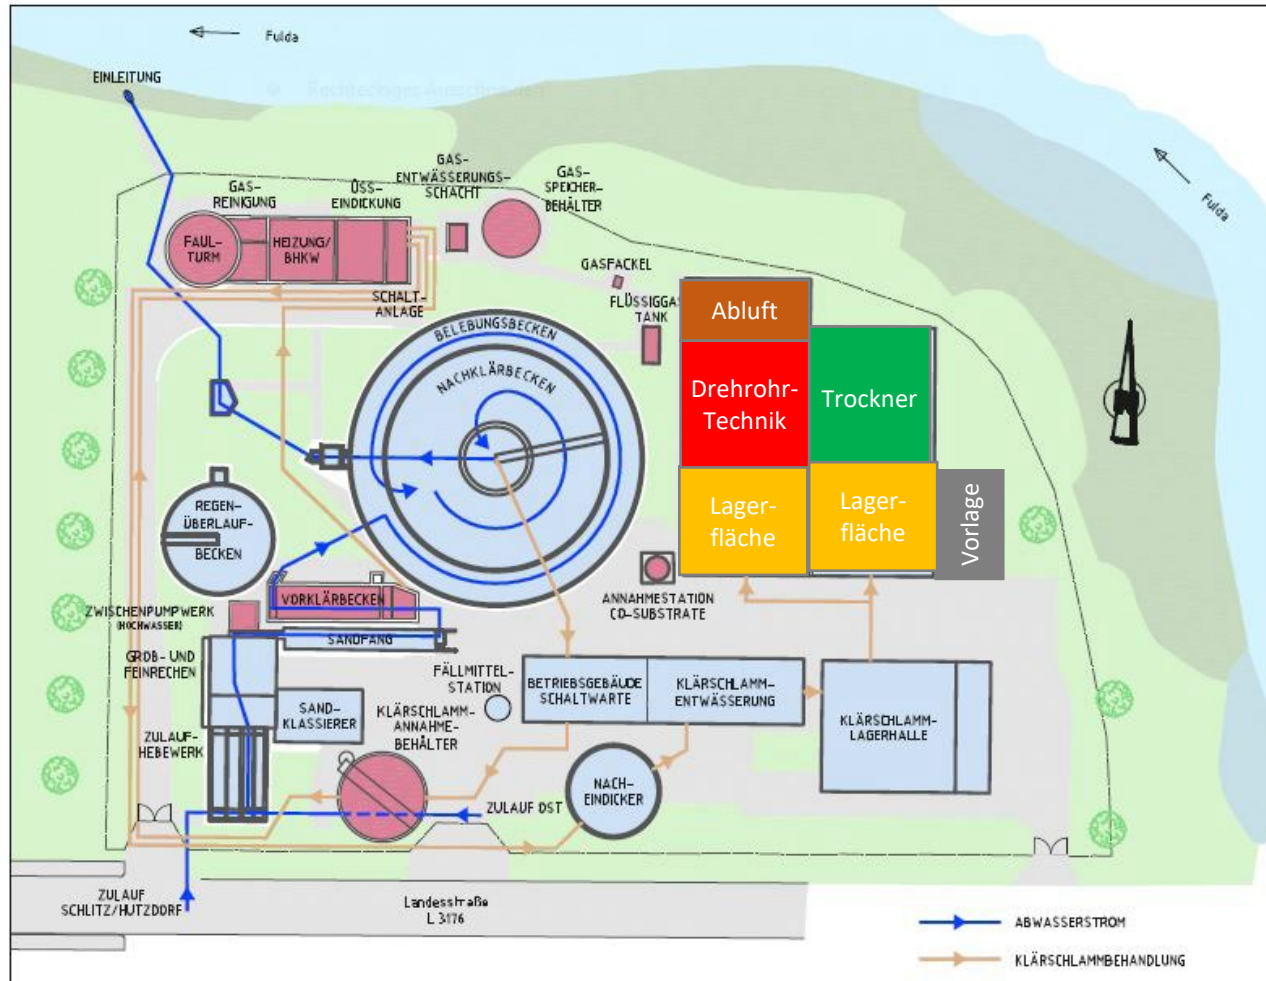 Fulda
EINLEITUNG
Fulda
GAS-
REINIGUNG
ÜSS-
EINDICKUNG
GAS-
ENTWÄSSERUNGS-
SCHACHT
GAS-
SPEICHER-
BEHÄLTER
FAUL-
TURM
HEIZUNG/
BHKW
SCHALT-
ANLAGE
GASFACKEL
FLÜSSIGGAS
TANK
Abluft
Drehrohr-
Technik
Trockner
Lager-
fläche
Lager-
fläche
Vorlage
BELEBUNGSBECKEN
NACHKLÄRBECKEN
REGEN-
ÜBERLAUF-
BECKEN
ZWISCHENPUMPWERK
(HOCHWASSER)
VORKLÄRBECKEN
SANDFANG
ANNAHMESTATION
CO-SUBSTRATE
GROB- UND
FEINRECHEN
SAND-
KLASSIERER
FÄLLMITTEL-
STATION
BETRIEBSGEBÄUDE
SCHALTWARTE
KLÄRSCHLAMM-
ENTWÄSSERUNG
KLÄRSCHLAMM-
LAGERHALLE
KLÄRSCHLAMM-
ANNAHME-
BEHÄLTER
ZULAUF-
HEBEWERK
NACH-
EINDICKER
ZULAUF OST
ZULAUF
SCHLITZ/HUTZDORF
Landesstraße
L 3176
ABWASSERSTROM
KLÄRSCHLAMMBEHANDLUNG